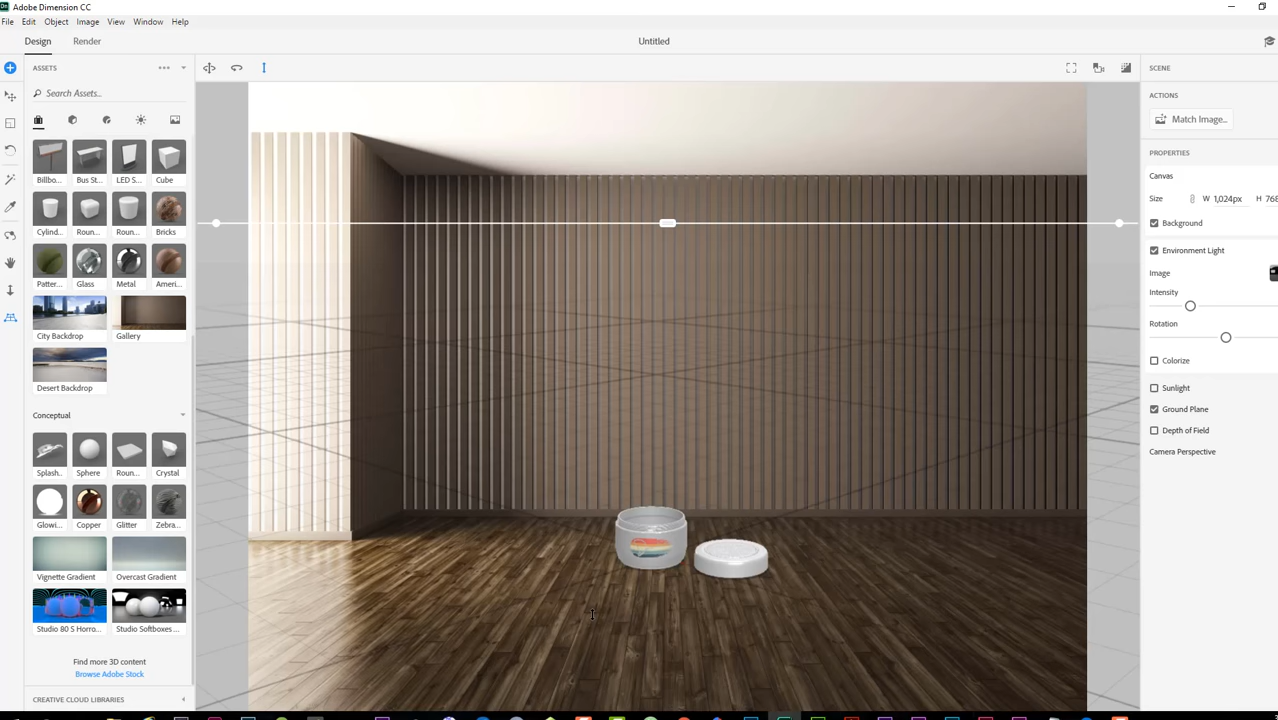 Dn Adobe Dimension CC
File Edit Object Image View Window Help
Design Render Untitled
ASSETS
Search Assets..
Billbo... Bus St... LED S... Cube
Cylind... Roun... Roun... Bricks
Patter... Glass Metal Ameri...
City Backdrop Gallery
Desert Backdrop
Conceptual
Splash.. Sphere Roun... Crystal
Glowi... Copper Glitter Zebra...
Vignette Gradient Overcast Gradient
Studio 80 S Horro... Studio Softboxes ...
Find more 3D content
Browse Adobe Stock
CREATIVE CLOUD LIBRARIES
SCENE
ACTIONS
Match Image...
PROPERTIES
Canvas
Size W 1,024px H 768
Background
Environment Light
Image
Intensity
Rotation
Colorize
Sunlight
Ground Plane
Depth of Field
Camera Perspective